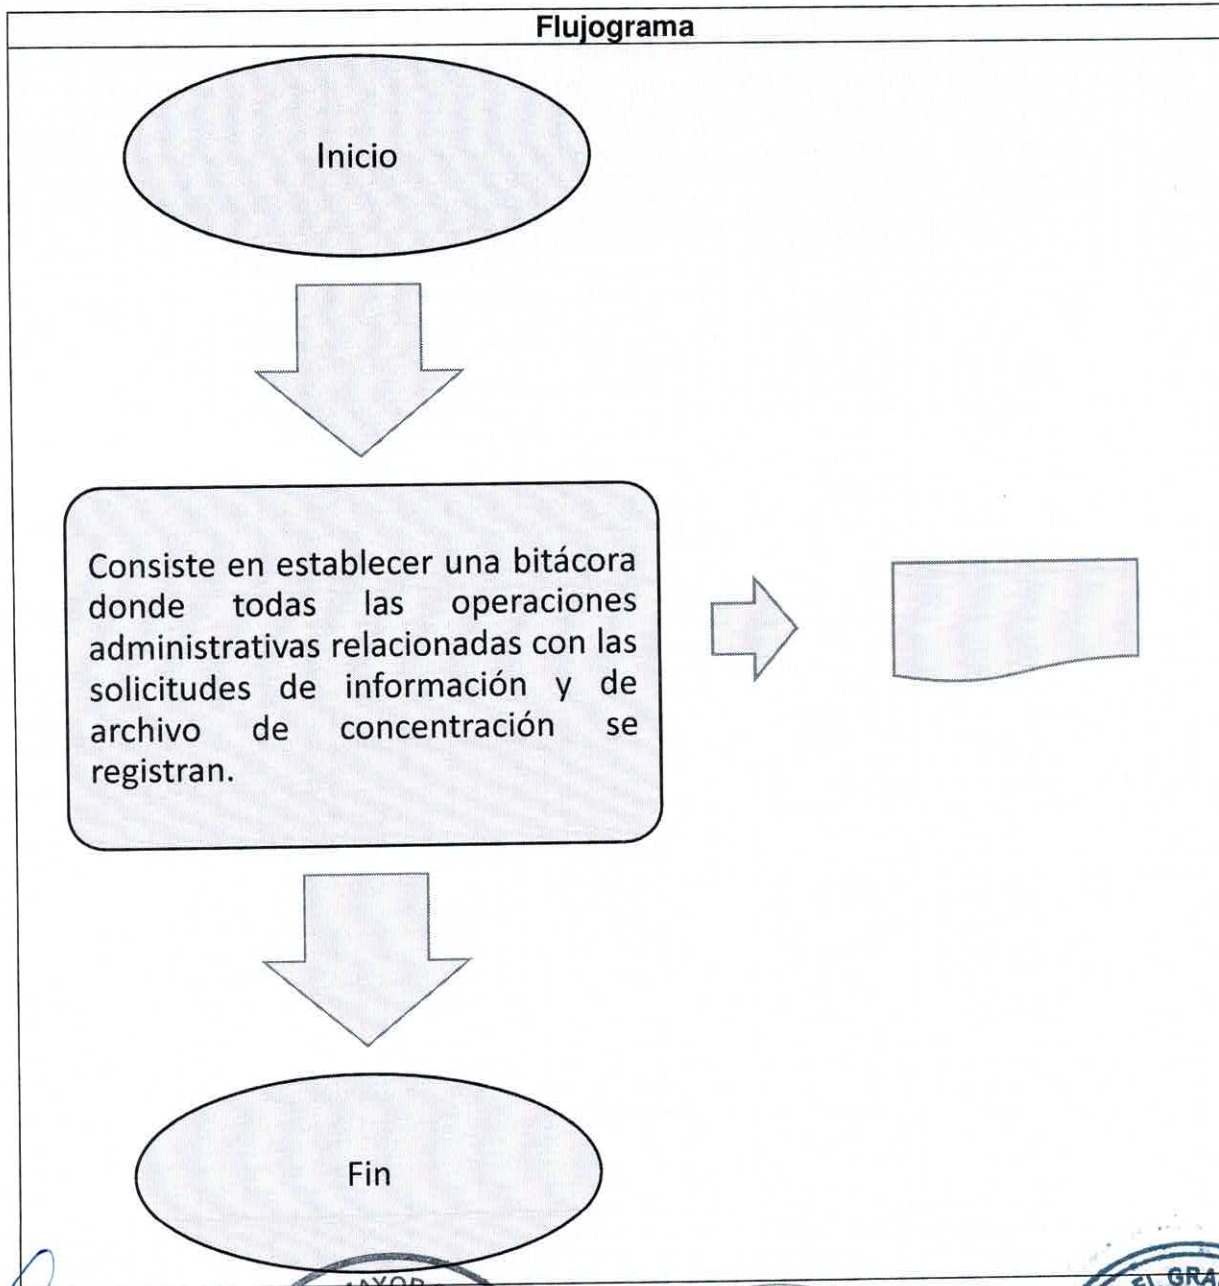 Flujograma
Inicio
Consiste en establecer una bitácora
donde todas las operaciones
administrativas relacionadas con las
solicitudes de información y de
archivo de concentración se
registran.
Fin